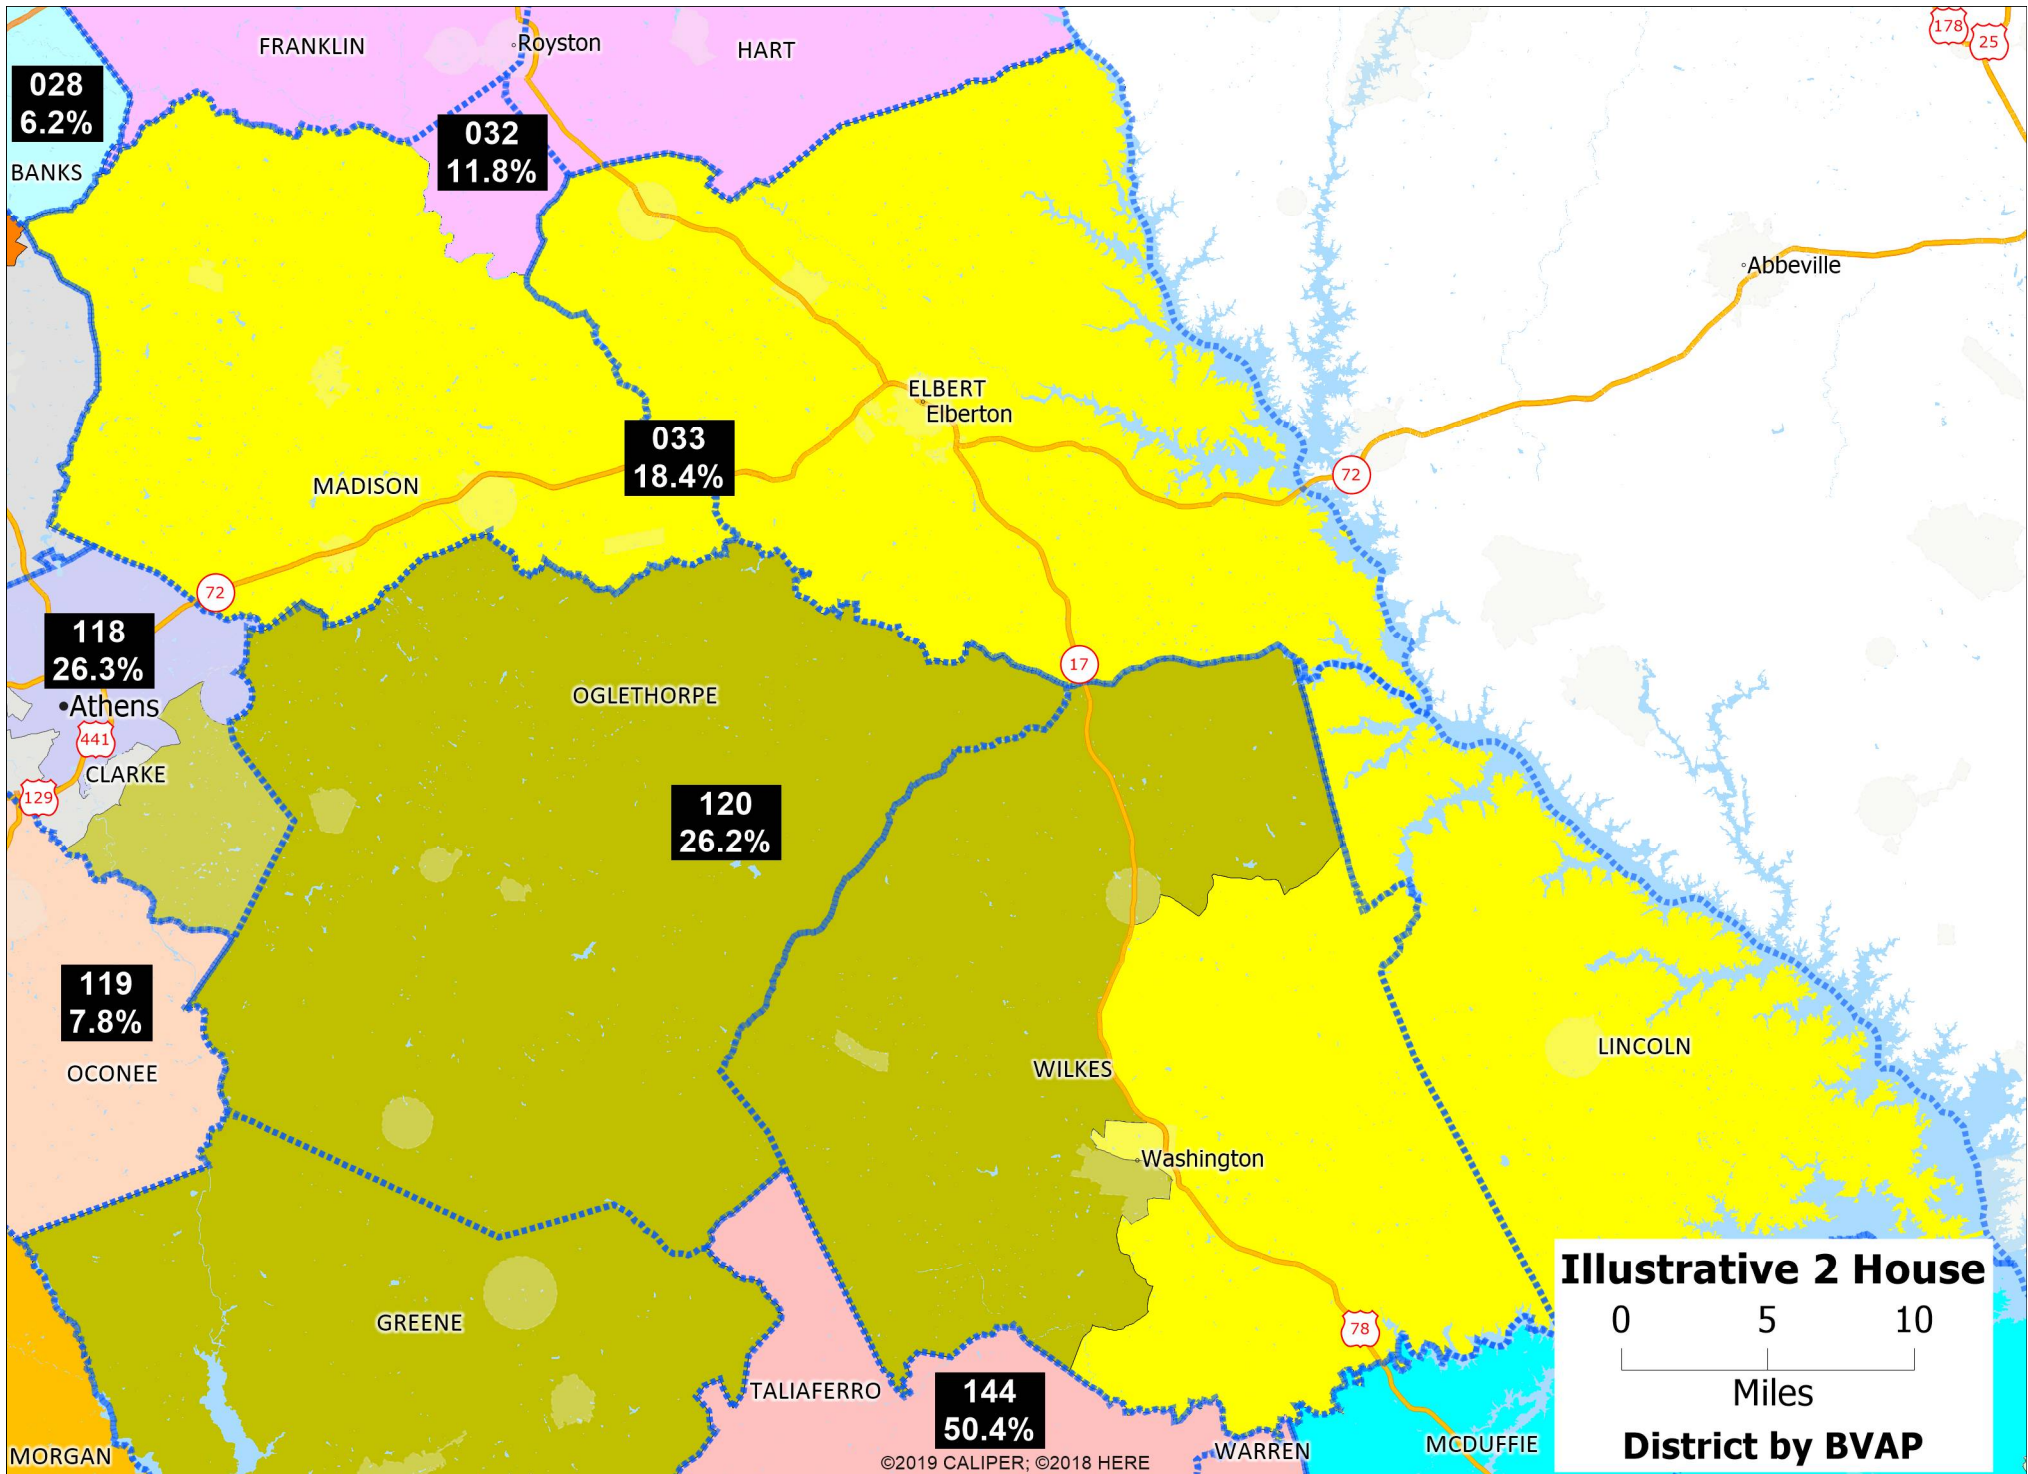 FRANKLIN
Royston
HART
178
25
028
6.2%
032
11.8%
BANKS
Abbeville
ELBERT
Elberton
033
18.4%
72
MADISON
72
118
26.3%
17
OGLETHORPE
Athens
441
CLARKE
129
120
26.2%
119
7.8%
OCONEE
WILKES
LINCOLN
Washington
Illustrative 2 House
0 5 10
Miles
District by BVAP
GREENE
78
TALIAFERRO
144
50.4%
MORGAN
WARREN
MCDUFFIE
©2019 CALIPER; ©2018 HERE